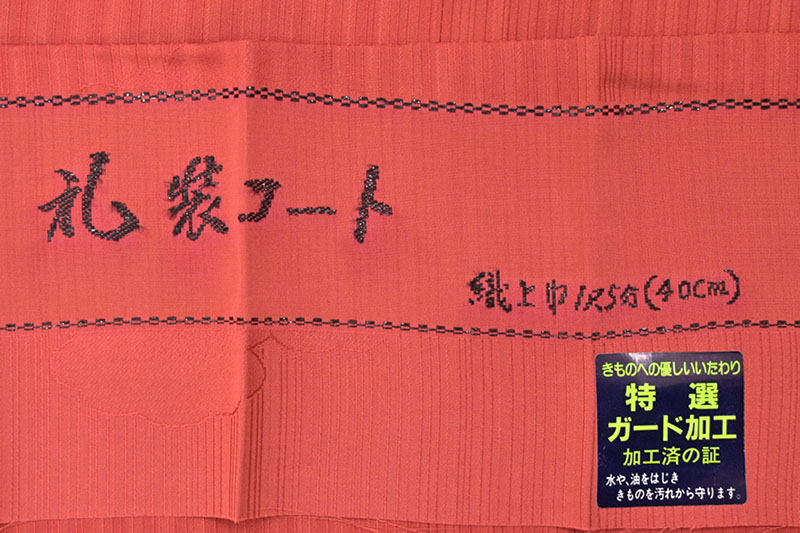 礼装コート
織上巾1尺5分(40cm)
きものへの優しいいたわり
特選
ガード加工
加工済の証
水や、油をはじき
きものを汚れから守ります。